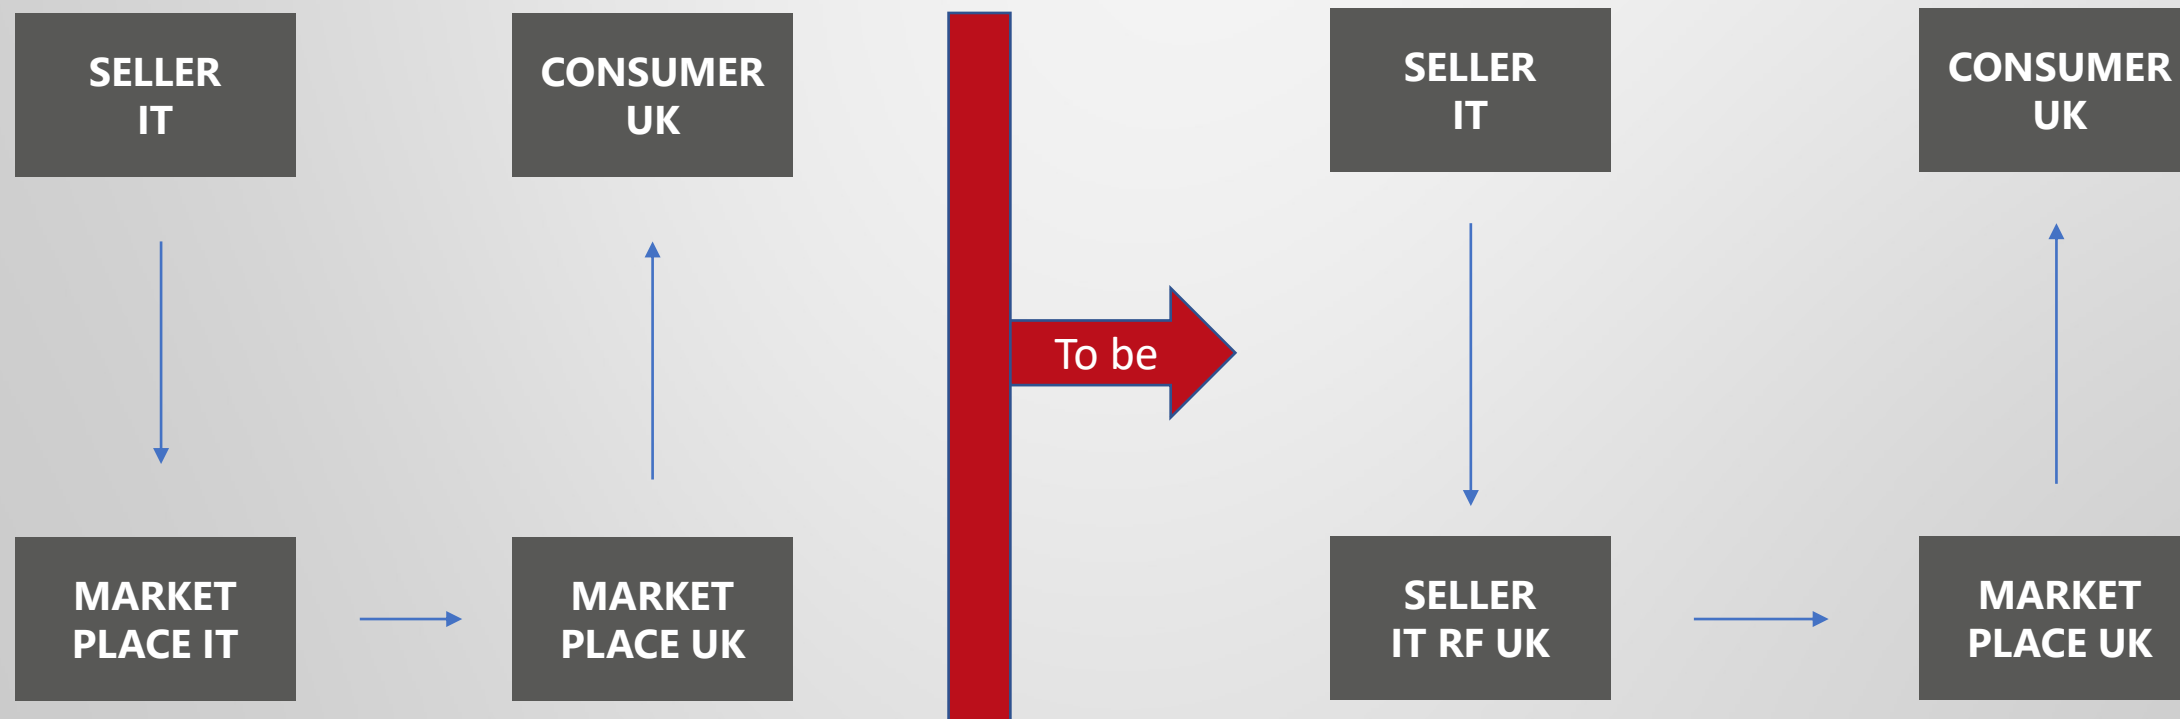 SELLER
IT
CONSUMER
UK
MARKET
PLACE IT
MARKET
PLACE UK
To be
SELLER
IT
CONSUMER
UK
SELLER
IT RF UK
MARKET
PLACE UK